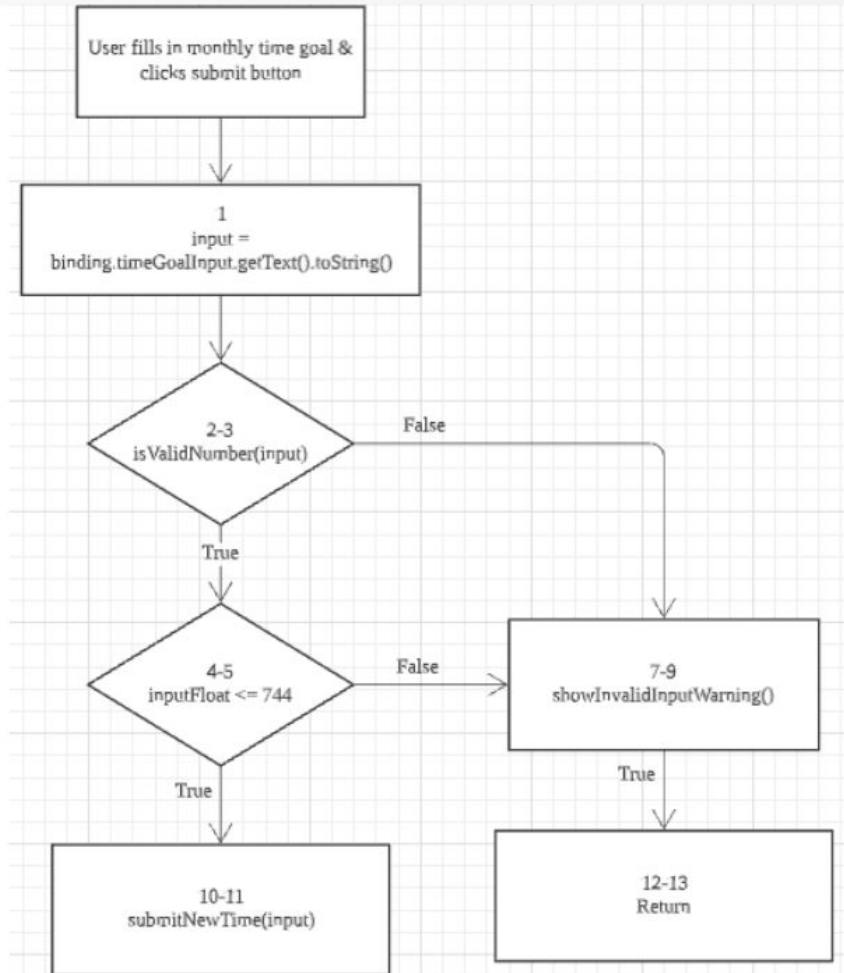 User fills in monthly time goal &
clicks submit button
1
input =
binding.timeGoalInput.getText().toString()
2-3
isValidNumber(input)
False
True
4-5
inputFloat <= 744
False
7-9
showInvalidInputWarning()
True
True
10-11
submitNewTime(input)
12-13
Return